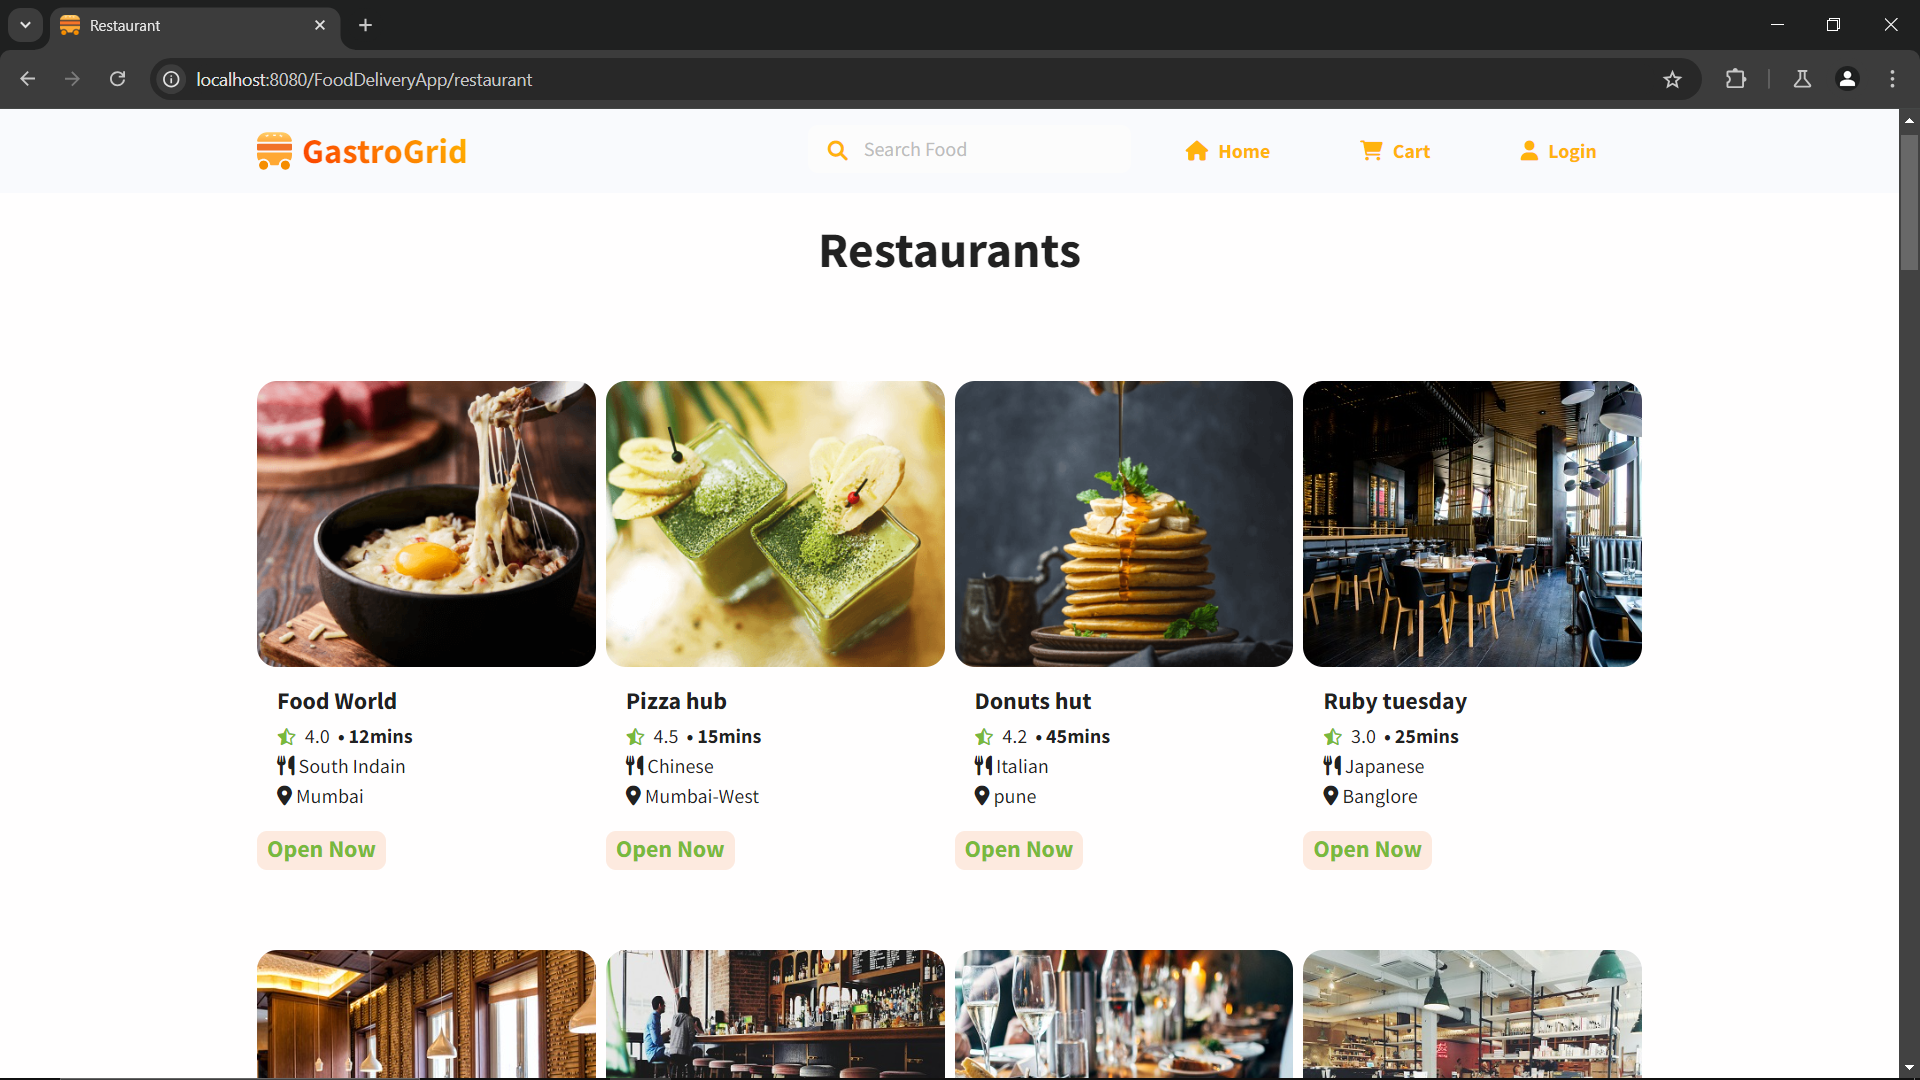 Restaurant
localhost:8080/FoodDeliveryApp/restaurant
GastroGrid
Search Food
Home
Cart
Login
Restaurants
Food World
4.0 • 12mins
South Indain
Mumbai
Open Now
Pizza hub
4.5 • 15mins
Chinese
Mumbai-West
Open Now
Donuts hut
4.2 • 45mins
Italian
pune
Open Now
Ruby tuesday
3.0 • 25mins
Japanese
Banglore
Open Now